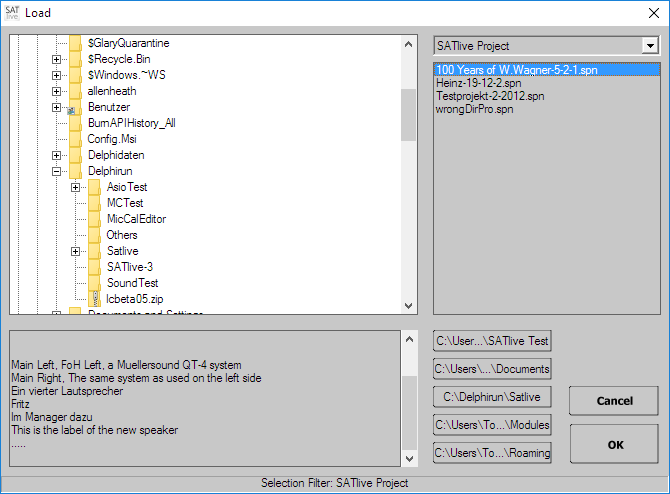 SAT
live
Load
$GlaryQuarantine
$Recycle.Bin
$Windows.~WS
allenheath
Benutzer
BurnAPIHistory_All
Config.Msi
Delphidaten
Delphirun
AsioTest
MCTest
MicCalEditor
Others
Satlive
SATlive-3
SoundTest
lcbeta05.zip
Documents and Settings
SATlive Project
100 Years of W.Wagner-5-2-1.spn
Heinz-19-12-2.spn
Testprojekt-2-2012.spn
wrongDirPro.spn
Main Left, FoH Left, a Muellersound QT-4 system
Main Right, The same system as used on the left side
Ein vierter Lautsprecher
Fritz
Im Manager dazu
This is the label of the new speaker
.....
C:\User...\SATlive Test
C:\Users\...\Documents
C:\Delphirun\Satlive
C:\Users\To...\Modules
C:\Users\To...\Roaming
Cancel
OK
Selection Filter: SATlive Project